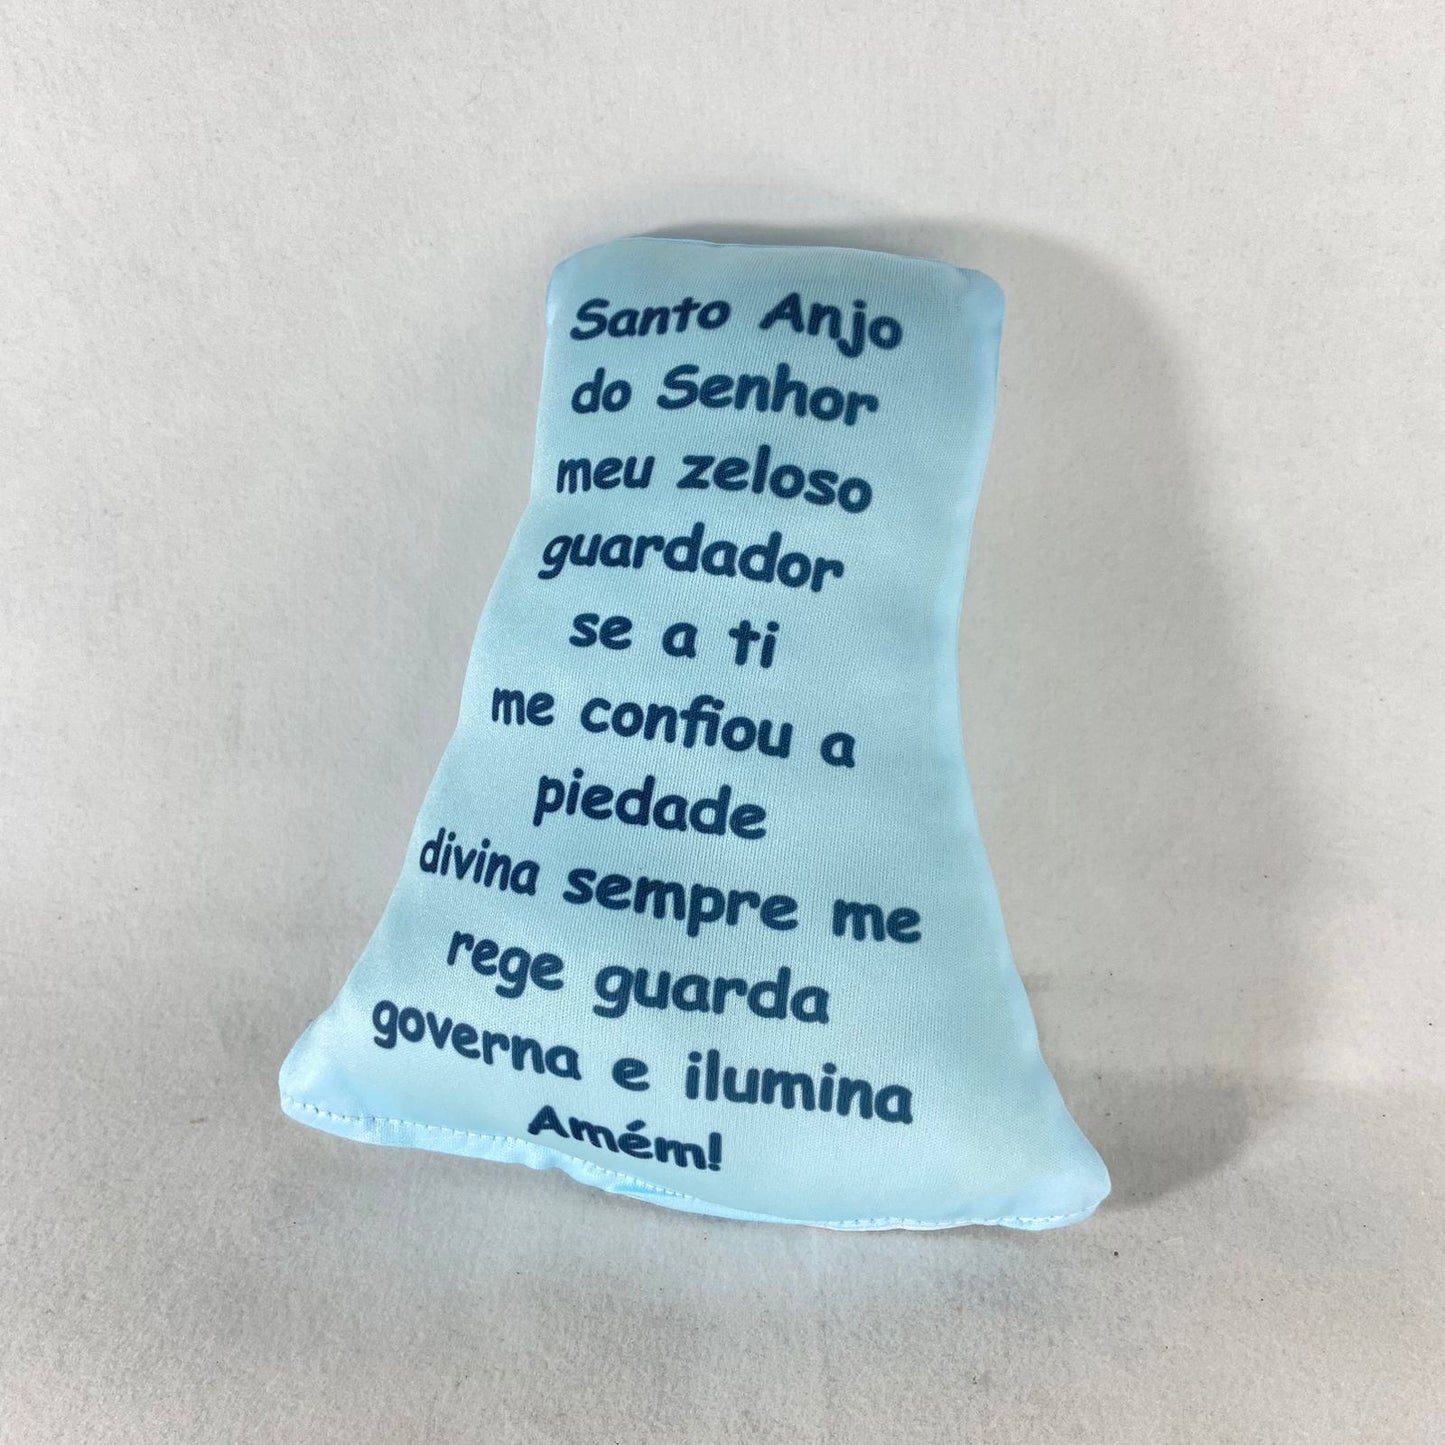 Santo Anjo
do Senhor
meu zeloso
guardador
se a ti
me confiou a
piedade
divina sempre me
rege guarda
governa e ilumina
Amém!